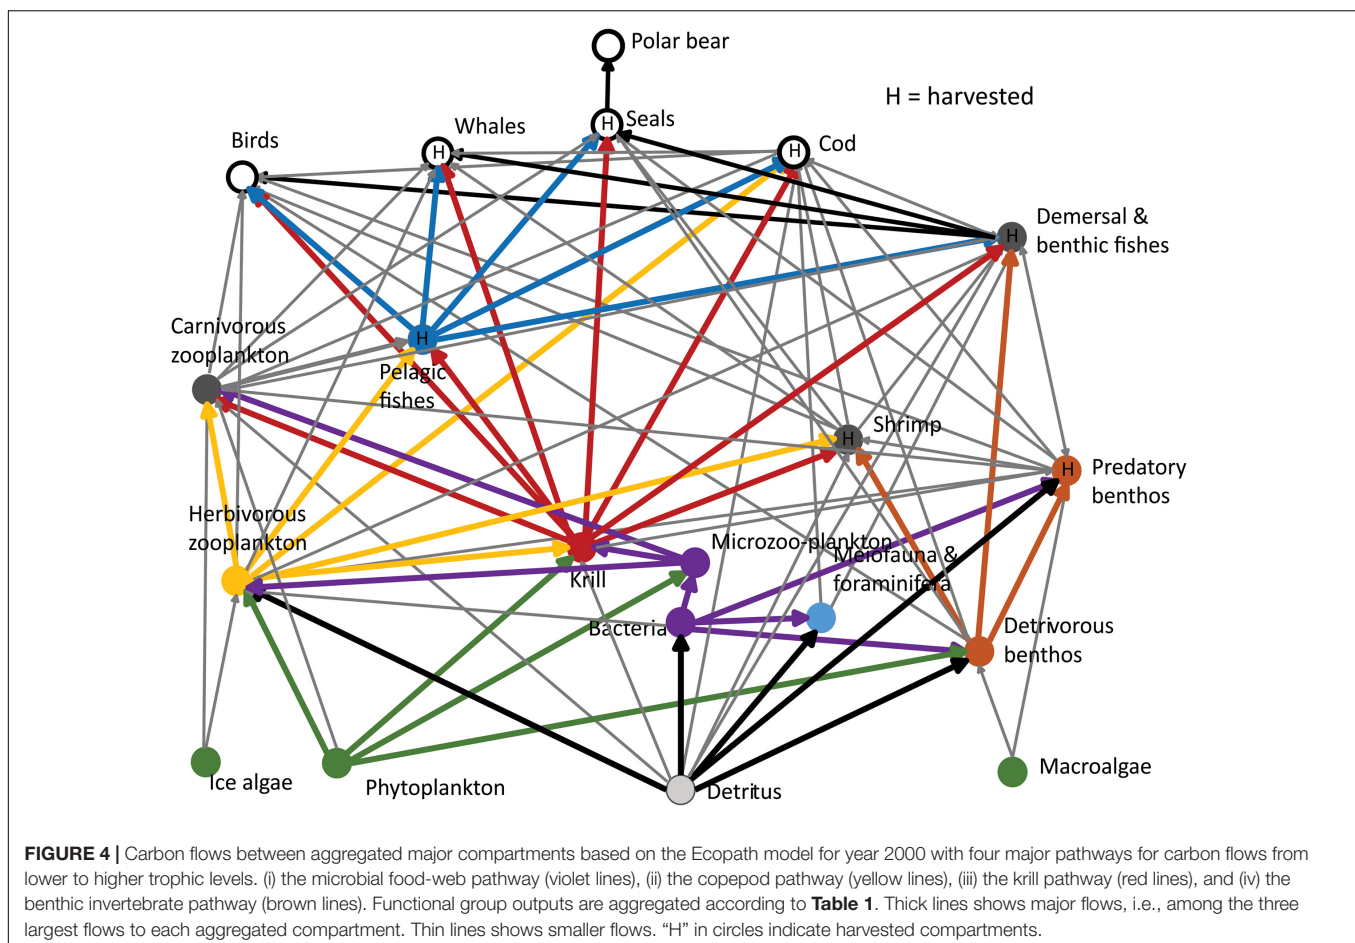 Polar bear
H = harvested
H Seals
Whales
H
Cod
H
Birds
Demersal &
H benthic fishes
Carnivorous
zooplankton
H
Pelagic
fishes
Shrimp
H
H Predatory
benthos
Herbivorous
zooplankton
Microzoo-plankton
Meiofauna &
foraminifera
Krill
Bacteria
Detrivorous
benthos
Ice algae
Phytoplankton
Detritus
Macroalgae
FIGURE 4 | Carbon flows between aggregated major compartments based on the Ecopath model for year 2000 with four major pathways for carbon flows from
lower to higher trophic levels. (i) the microbial food-web pathway (violet lines), (ii) the copepod pathway (yellow lines), (iii) the krill pathway (red lines), and (iv) the
benthic invertebrate pathway (brown lines). Functional group outputs are aggregated according to Table 1. Thick lines shows major flows, i.e., among the three
largest flows to each aggregated compartment. Thin lines shows smaller flows. “H” in circles indicate harvested compartments.